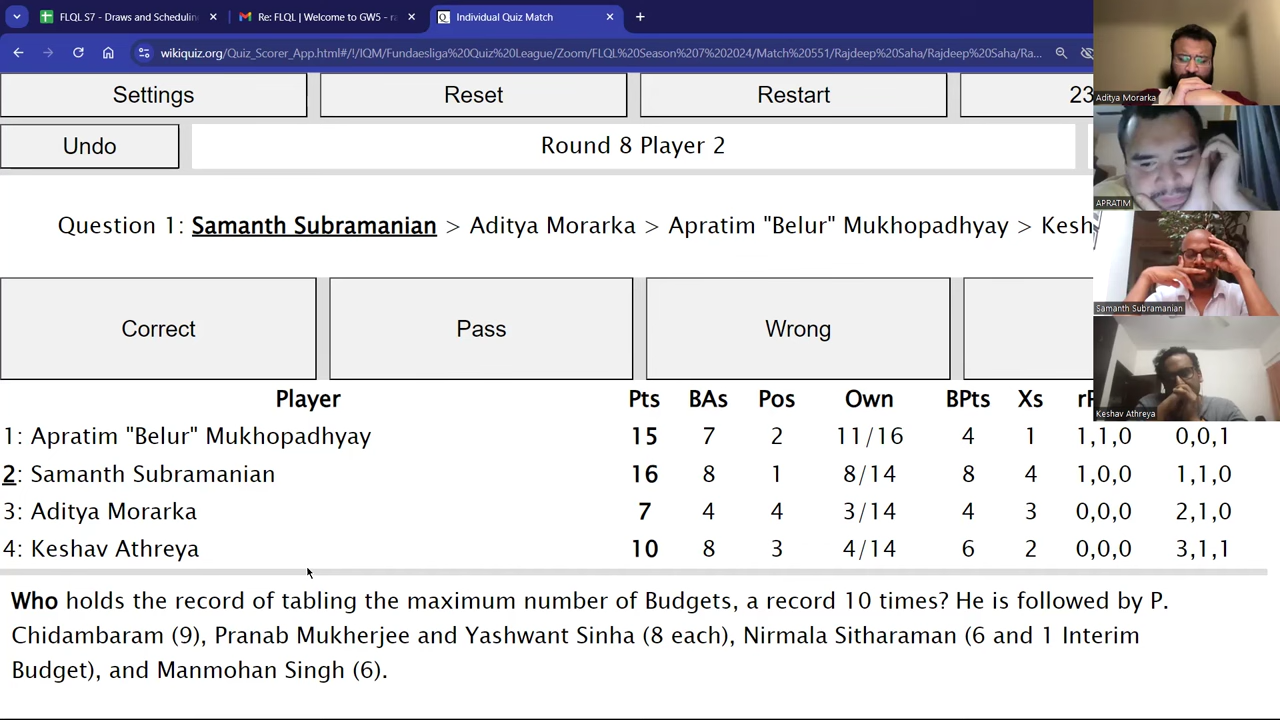 FLQL S7 - Draws and Schedulin
Re: FLQL | Welcome to GW5 - ra
Individual Quiz Match
wikiquiz.org/Quiz_Scorer_App.html#/!/IQM/Fundaesliga%20Quiz%20League/Zoom/FLQL%20Season%207%202024/Match%20551/Rajdeep%20Saha/Rajdeep%20Saha/Ra...
Settings Reset Restart 23
Undo Round 8 Player 2
Question 1: Samanth Subramanian > Aditya Morarka > Apratim "Belur" Mukhopadhyay > Kesh
Correct Pass Wrong
Player Pts BAs Pos Own BPts Xs rP
1: Apratim "Belur" Mukhopadhyay 15 7 2 11/16 4 1 1,1,0 0,0,1
2: Samanth Subramanian 16 8 1 8/14 8 4 1,0,0 1,1,0
3: Aditya Morarka 7 4 4 3/14 4 3 0,0,0 2,1,0
4: Keshav Athreya 10 8 3 4/14 6 2 0,0,0 3,1,1
Who holds the record of tabling the maximum number of Budgets, a record 10 times? He is followed by P.
Chidambaram (9), Pranab Mukherjee and Yashwant Sinha (8 each), Nirmala Sitharaman (6 and 1 Interim
Budget), and Manmohan Singh (6).
Aditya Morarka
APRATIM
Samanth Subramanian
Keshav Athreya